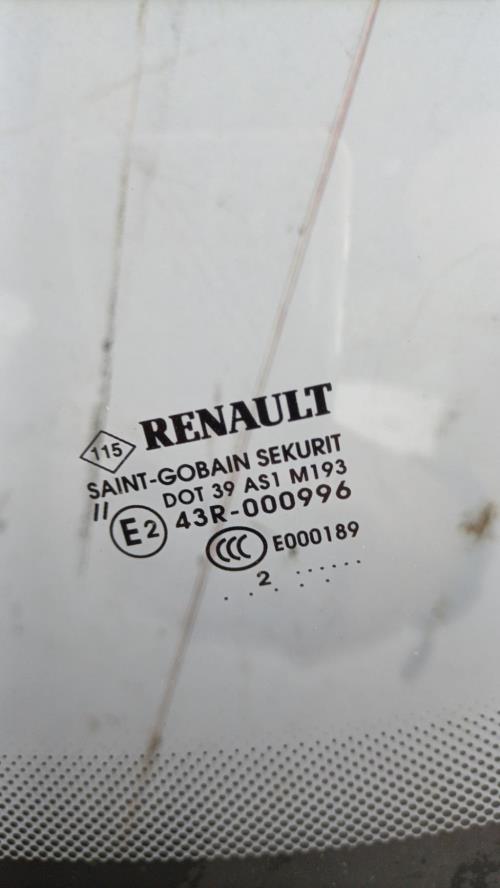 RENAULT
115
SAINT-GOBAIN SEKURIT
DOT 39 AS1 M193
II
E2
43R-000996
CCC
E000189
2